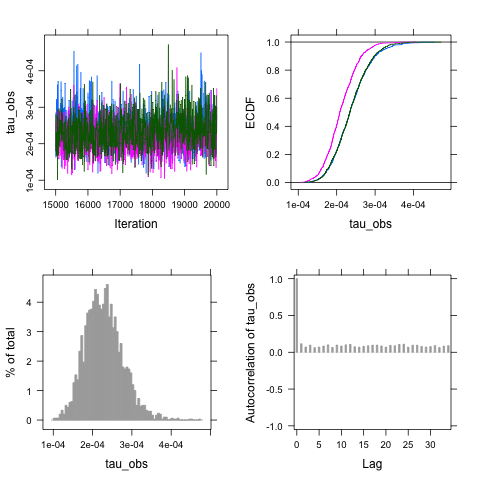 tau_obs
4e-04
3e-04
2e-04
1e-04
15000 16000 17000 18000 19000 20000
Iteration
ECDF
1.0
0.8
0.6
0.4
0.2
0.0
1e-04 2e-04 3e-04 4e-04
tau_obs
% of total
4
3
2
1
0
1e-04 2e-04 3e-04 4e-04
tau_obs
Autocorrelation of tau_obs
1.0
0.5
0.0
-0.5
-1.0
0 5 10 15 20 25 30
Lag